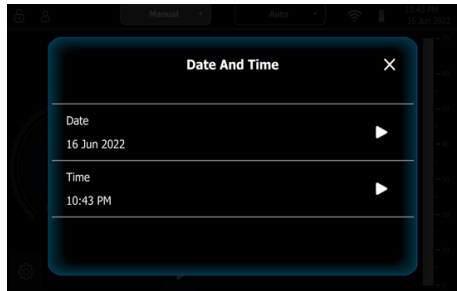 Manual
Auto
10:43 PM
16 Jun 2022
Date And Time
Date
16 Jun 2022
Time
10:43 PM